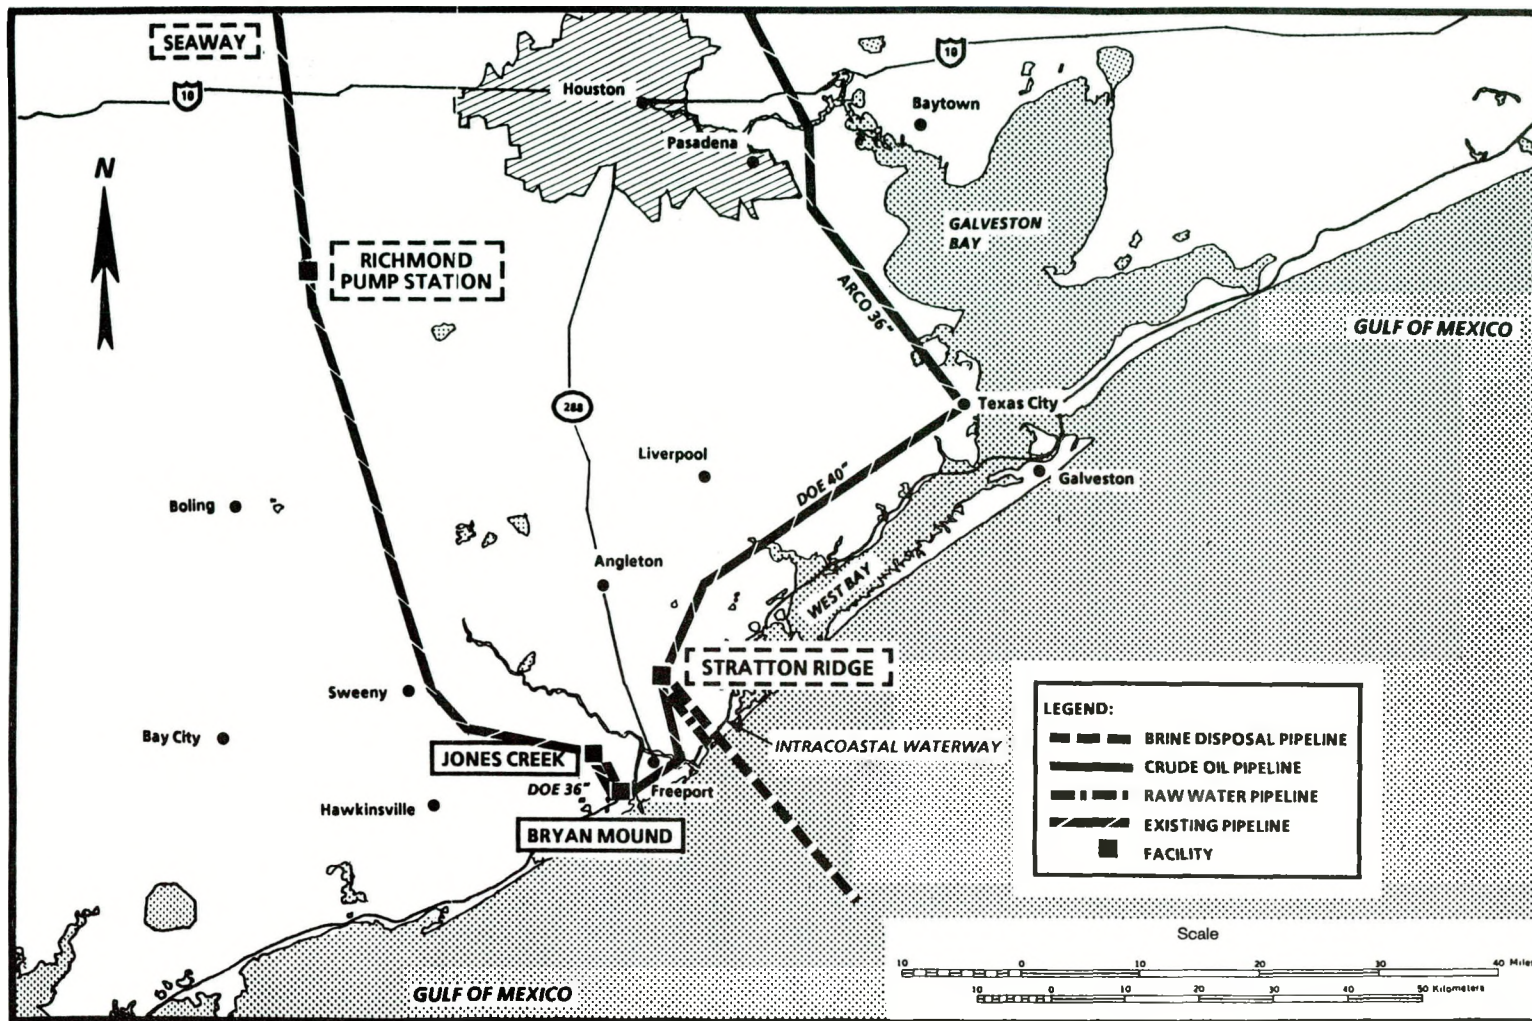 SEAWAY
10
10
Houston
Baytown
Pasadena
N
GALVESTON
BAY
RICHMOND
PUMP STATION
ARCO 36"
GULF OF MEXICO
288
Texas City
Liverpool
DOE 40"
Galveston
Boling
Angleton
WEST BAY
STRATTON RIDGE
Sweeny
Bay City
INTRACOASTAL WATERWAY
JONES CREEK
DOE 36"
Freeport
Hawkinsville
BRYAN MOUND
LEGEND:
BRINE DISPOSAL PIPELINE
CRUDE OIL PIPELINE
RAW WATER PIPELINE
EXISTING PIPELINE
FACILITY
Scale
10 0 10 20 30 40 Miles
10 0 10 20 30 40 50 Kilometers
GULF OF MEXICO